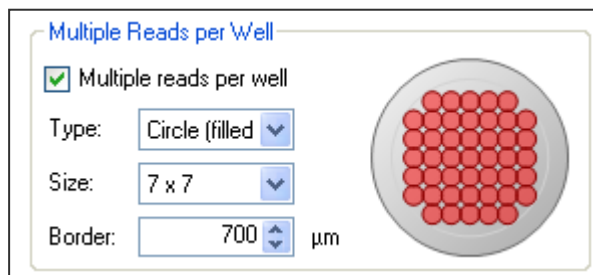 Multiple Reads per Well
Multiple reads per well
Type: Circle (filled
Size: 7 x 7
Border: 700 µm